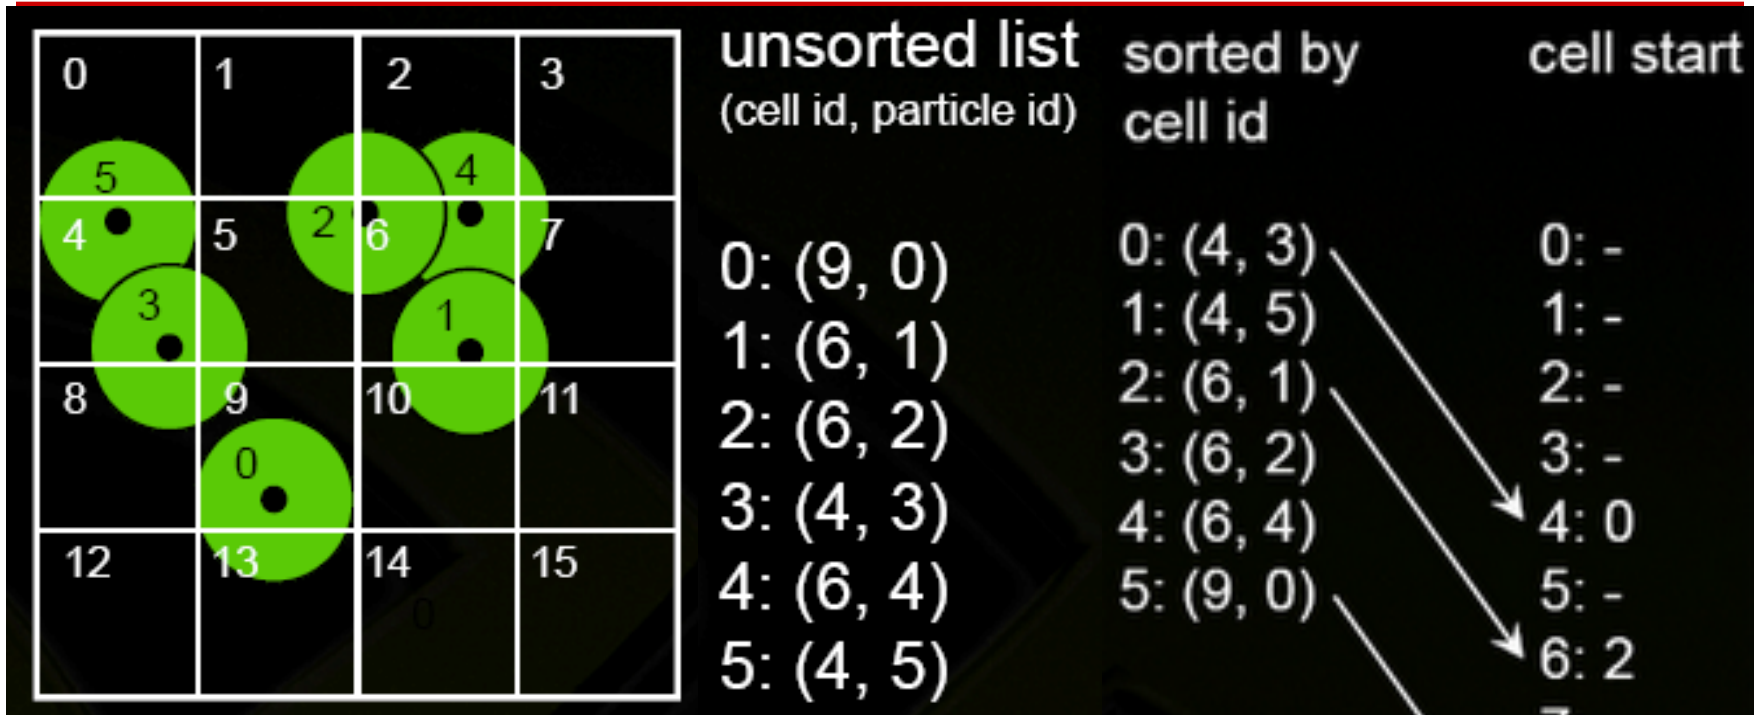 0 1 2 3
5 4
4 5 2 6 7
3 1
8 9 10 11
0
12 13 14 15
0
unsorted list
(cell id, particle id)
0: (9, 0)
1: (6, 1)
2: (6, 2)
3: (4, 3)
4: (6, 4)
5: (4, 5)
sorted by
cell id
0: (4, 3)
1: (4, 5)
2: (6, 1)
3: (6, 2)
4: (6, 4)
5: (9, 0)
cell start
0: -
1: -
2: -
3: -
4: 0
5: -
6: 2